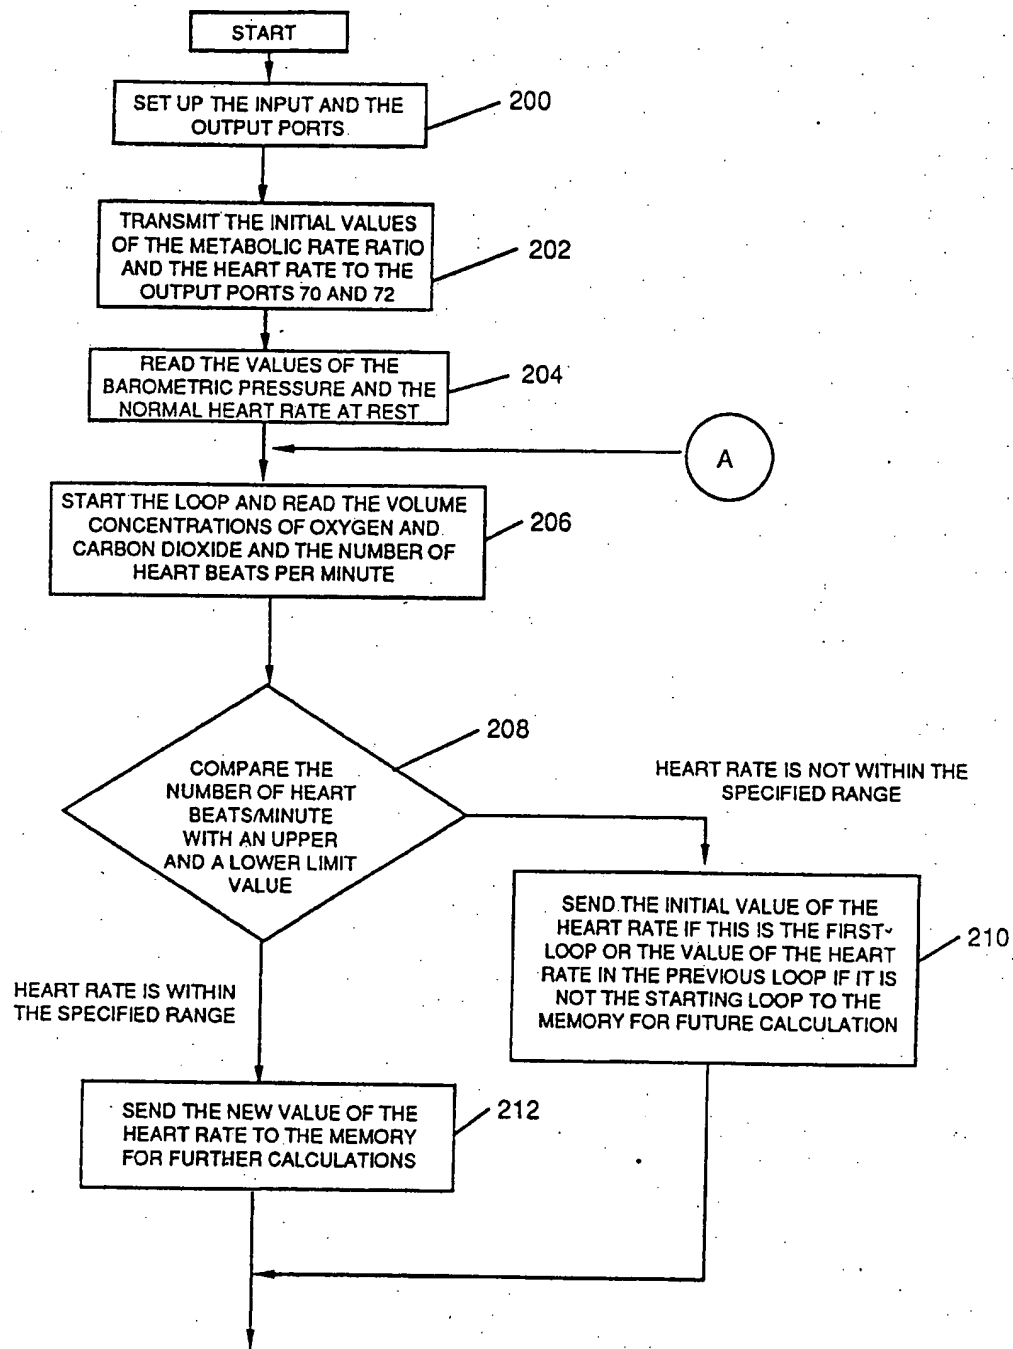 START
SET UP THE INPUT AND THE
OUTPUT PORTS
200
TRANSMIT THE INITIAL VALUES
OF THE METABOLIC RATE RATIO
AND THE HEART RATE TO THE
OUTPUT PORTS 70 AND 72
202
READ THE VALUES OF THE
BAROMETRIC PRESSURE AND THE
NORMAL HEART RATE AT REST
204
A
START THE LOOP AND READ THE VOLUME
CONCENTRATIONS OF OXYGEN AND
CARBON DIOXIDE AND THE NUMBER OF
HEART BEATS PER MINUTE
206
208
COMPARE THE
NUMBER OF HEART
BEATS/MINUTE
WITH AN UPPER
AND A LOWER LIMIT
VALUE
HEART RATE IS NOT WITHIN THE
SPECIFIED RANGE
SEND THE INITIAL VALUE OF THE
HEART RATE IF THIS IS THE FIRST
LOOP OR THE VALUE OF THE HEART
RATE IN THE PREVIOUS LOOP IF IT IS
NOT THE STARTING LOOP TO THE
MEMORY FOR FUTURE CALCULATION
210
HEART RATE IS WITHIN
THE SPECIFIED RANGE
SEND THE NEW VALUE OF THE
HEART RATE TO THE MEMORY
FOR FURTHER CALCULATIONS
212